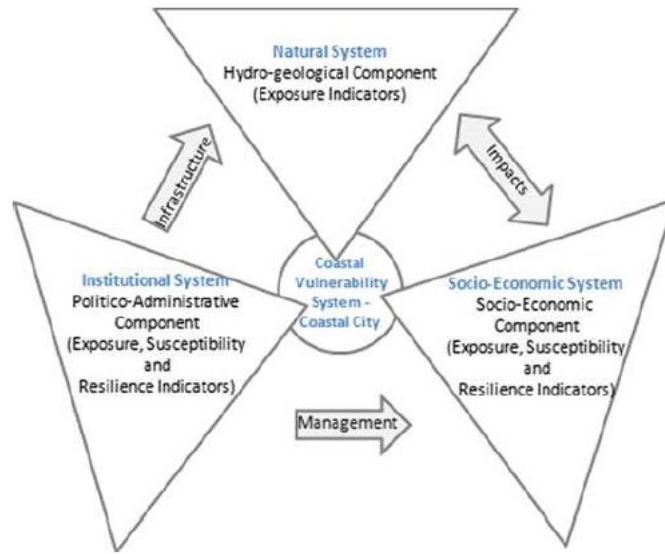 Natural System
Hydro-geological Component
(Exposure Indicators)
Infrastructure
Impacts
Coastal
Vulnerability
System -
Coastal City
Institutional System
Politico-Administrative
Component
(Exposure, Susceptibility
and
Resilience Indicators)
Socio-Economic System
Socio-Economic
Component
(Exposure, Susceptibility
and
Resilience Indicators)
Management